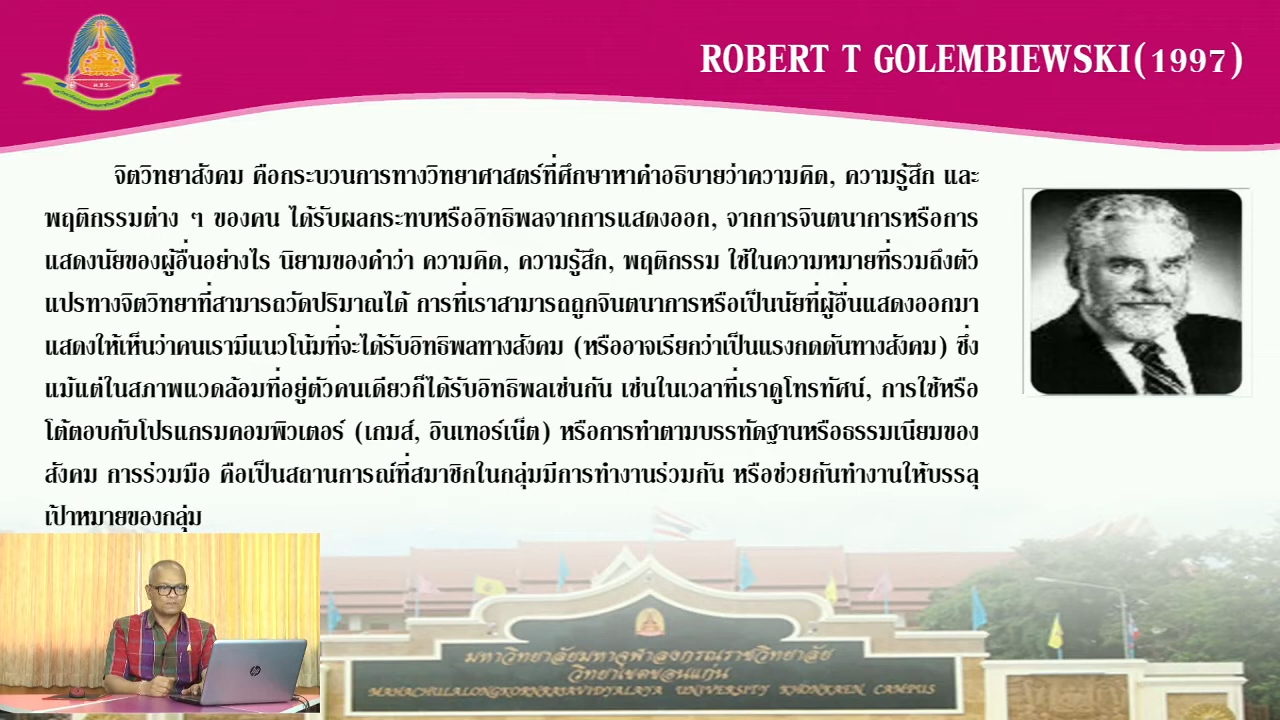 ROBERT T GOLEMBIEWSKI(1997)
จิตวิทยาสังคม คือกระบวนการทางวิทยาศาสตร์ที่ศึกษาหาคำอธิบายว่าความคิด, ความรู้สึก และ
พฤติกรรมต่าง ๆ ของคน ได้รับผลกระทบหรืออิทธิพลจากการแสดงออก, จากการจินตนาการหรือการ
แสดงนัยของผู้อื่นอย่างไร นิยามของคำว่า ความคิด, ความรู้สึก, พฤติกรรม ใช้ในความหมายที่รวมถึงตัว
แปรทางจิตวิทยาที่สามารถวัดปริมาณได้ การที่เราสามารถถูกจินตนาการหรือเป็นนัยที่ผู้อื่นแสดงออกมา
แสดงให้เห็นว่าคนเรามีแนวโน้มที่จะได้รับอิทธิพลทางสังคม (หรืออาจเรียกว่าเป็นแรงกดดันทางสังคม) ซึ่ง
แม้แต่ในสภาพแวดล้อมที่อยู่ตัวคนเดียวก็ได้รับอิทธิพลเช่นกัน เช่นในเวลาที่เราดูโทรทัศน์, การใช้หรือ
โต้ตอบกับโปรแกรมคอมพิวเตอร์ (เกมส์, อินเทอร์เน็ต) หรือการทำตามบรรทัดฐานหรือธรรมเนียมของ
สังคม การร่วมมือ คือเป็นสถานการณ์ที่สมาชิกในกลุ่มมีการทำงานร่วมกัน หรือช่วยกันทำงานให้บรรลุ
เป้าหมายของกลุ่ม
มหาวิทยาลัยมหาจุฬาลงกรณราชวิทยาลัย
วิทยาเขตขอนแก่น
MAHACHULALONGKORNRAJAVIDYALAYA UNIVERSITY KHONKAEN CAMPUS
hp